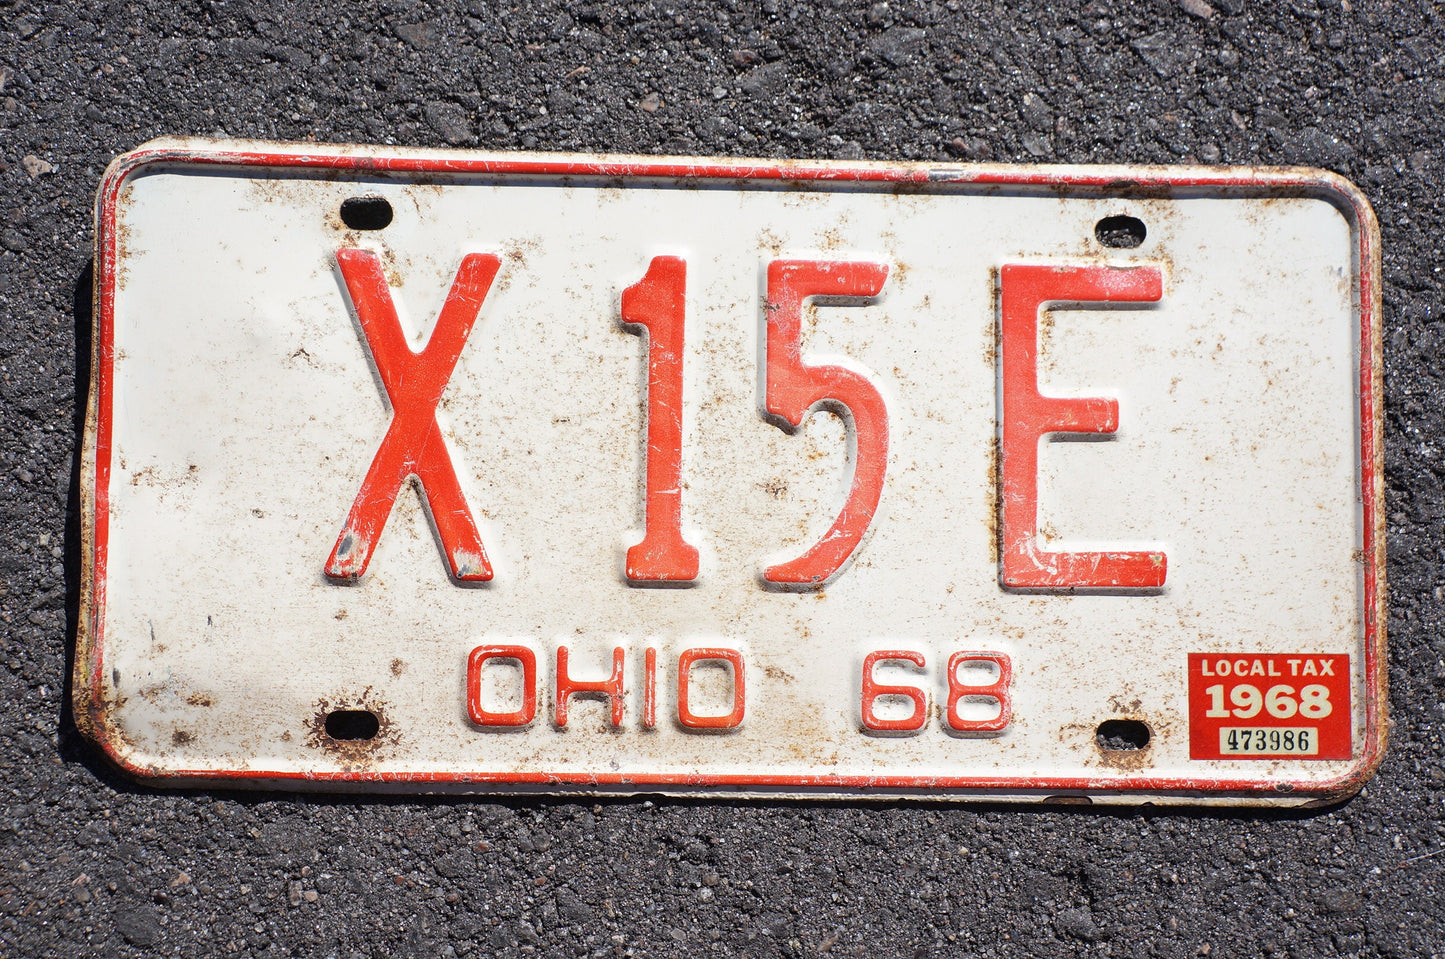 X 15 E
OHIO 68
LOCAL TAX
1968
473986